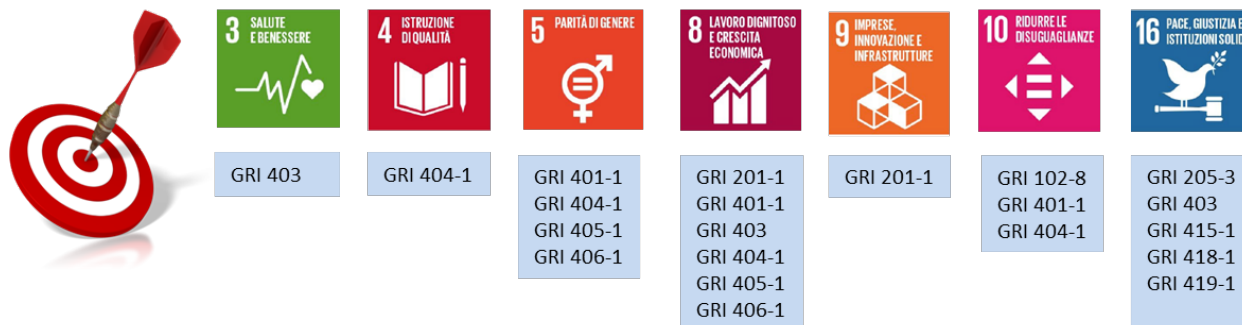 3 SALUTE
E BENESSERE
GRI 403
4 ISTRUZIONE
DI QUALITÀ
GRI 404-1
5 PARITÀ DI GENERE
GRI 401-1
GRI 404-1
GRI 405-1
GRI 406-1
8 LAVORO DIGNITOSO
E CRESCITA
ECONOMICA
GRI 201-1
GRI 401-1
GRI 403
GRI 404-1
GRI 405-1
GRI 406-1
9 IMPRESE,
INNOVAZIONE E
INFRASTRUTTURE
GRI 201-1
10 RIDURRE LE
DISUGUAGLIANZE
GRI 102-8
GRI 401-1
GRI 404-1
16 PACE, GIUSTIZIA E
ISTITUZIONI SOLID
GRI 205-3
GRI 403
GRI 415-1
GRI 418-1
GRI 419-1